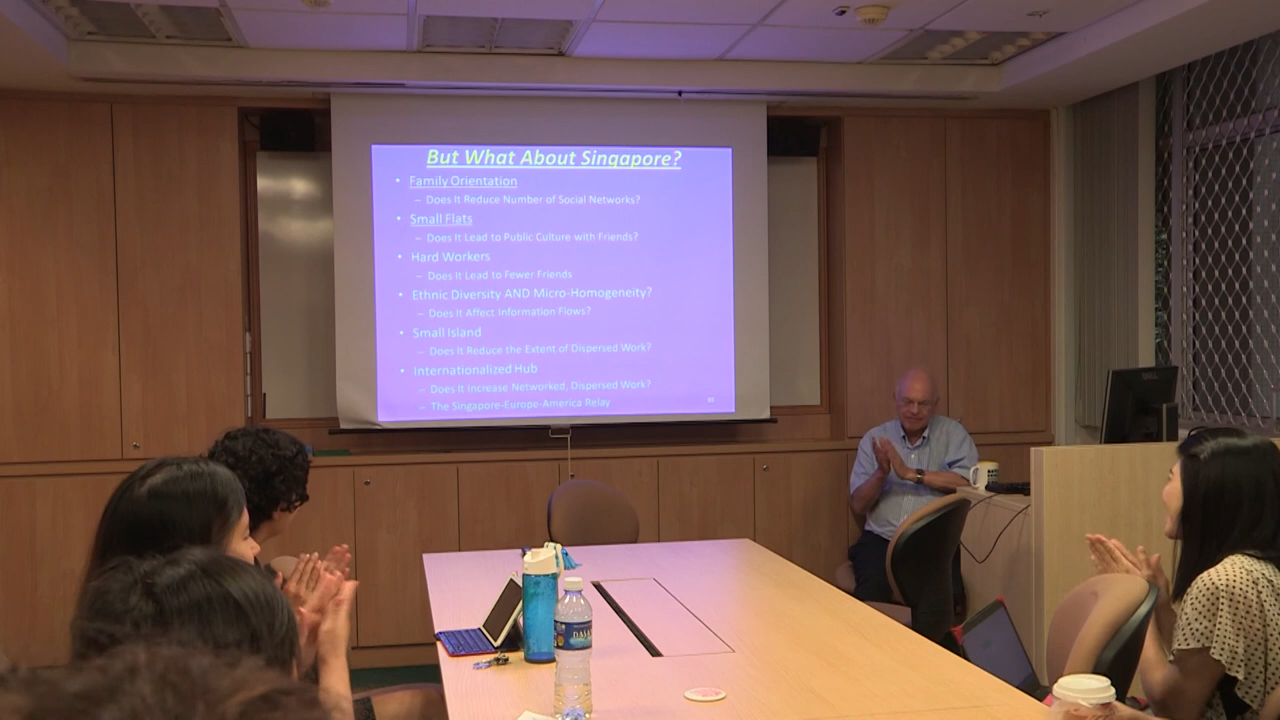 But What About Singapore?
• Family Orientation
– Does It Reduce Number of Social Networks?
• Small Flats
– Does It Lead to Public Culture with Friends?
• Hard Workers
– Does It Lead to Fewer Friends
• Ethnic Diversity AND Micro-Homogeneity?
– Does It Affect Information Flows?
• Small Island
– Does It Reduce the Extent of Dispersed Work?
• Internationalized Hub
– Does It Increase Networked, Dispersed Work?
– The Singapore-Europe-America Relay
DASANI